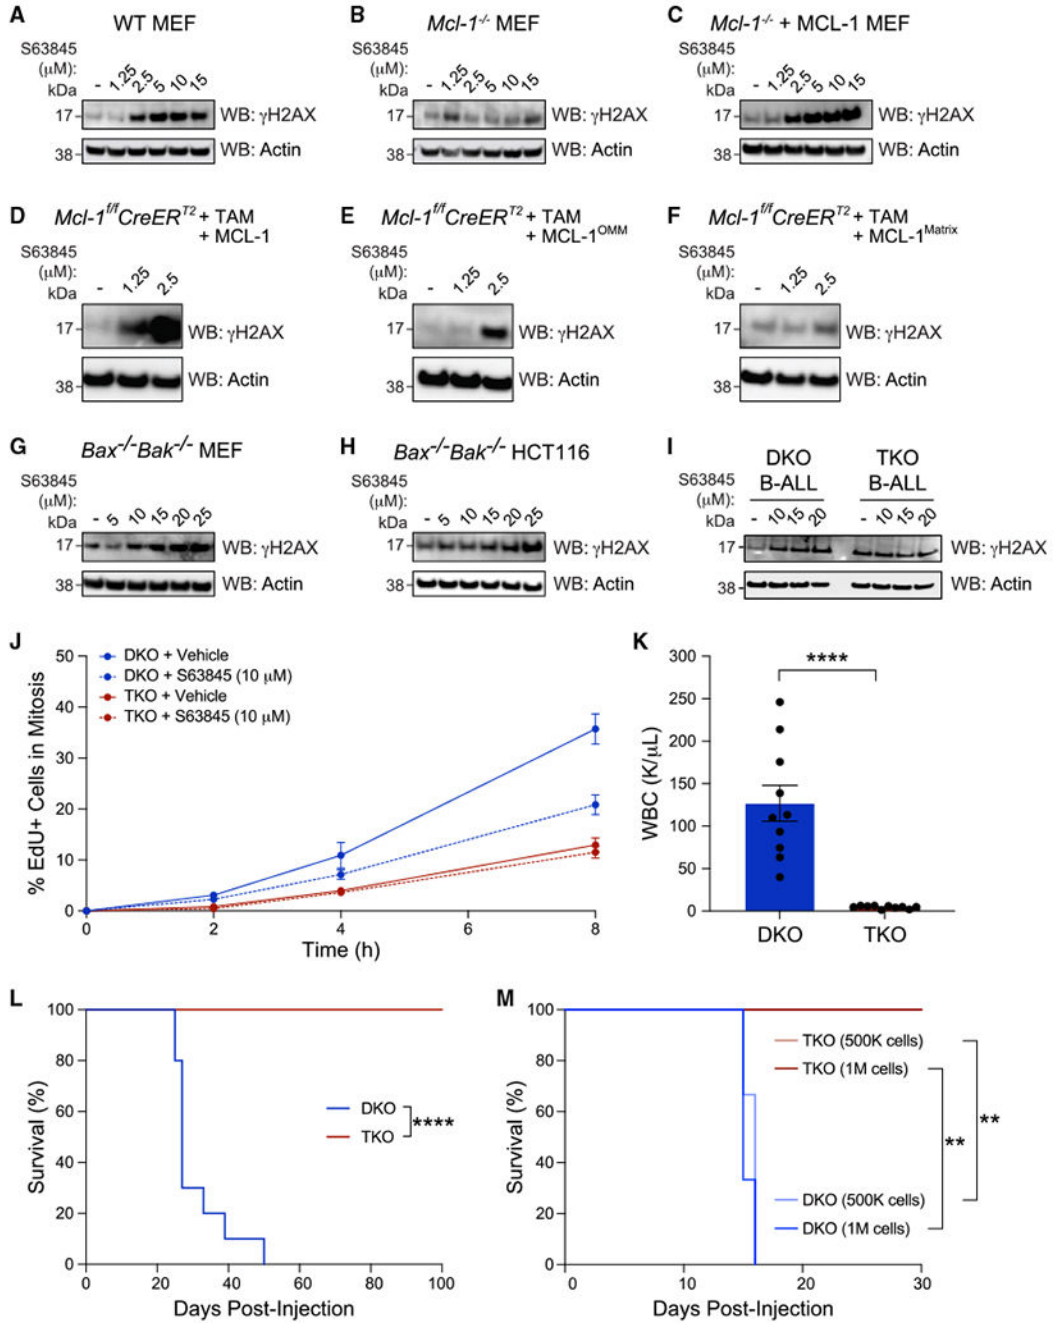 A
WT MEF
S63845
(μM):
- 1.25 2.5 5 10 15
kDa
17
WB: γH2AX
38
WB: Actin
B
Mcl-1-/- MEF
S63845
(μM):
- 1.25 2.5 5 10 15
kDa
17
WB: γH2AX
38
WB: Actin
C
Mcl-1-/- + MCL-1 MEF
S63845
(μM):
- 1.25 2.5 5 10 15
kDa
17
WB: γH2AX
38
WB: Actin
D
Mcl-1f/fCreERT2 + TAM
+ MCL-1
S63845
(μM):
- 1.25 2.5
kDa
17
WB: γH2AX
38
WB: Actin
E
Mcl-1f/fCreERT2 + TAM
+ MCL-1OMM
S63845
(μM):
- 1.25 2.5
kDa
17
WB: γH2AX
38
WB: Actin
F
Mcl-1f/fCreERT2 + TAM
+ MCL-1Matrix
S63845
(μM):
- 1.25 2.5
kDa
17
WB: γH2AX
38
WB: Actin
G
Bax-/-Bak-/- MEF
S63845
(μM):
- 5 10 15 20 25
kDa
17
WB: γH2AX
38
WB: Actin
H
Bax-/-Bak-/- HCT116
S63845
(μM):
- 5 10 15 20 25
kDa
17
WB: γH2AX
38
WB: Actin
I
DKO TKO
B-ALL B-ALL
S63845
(μM):
- 10 15 20 - 10 15 20
kDa
17
WB: γH2AX
38
WB: Actin
J
DKO + Vehicle
DKO + S63845 (10 μM)
TKO + Vehicle
TKO + S63845 (10 μM)
% EdU+ Cells in Mitosis
50
40
30
20
10
0
0 2 4 6 8
Time (h)
K
****
WBC (K/μL)
300
250
200
150
100
50
0
DKO TKO
L
Survival (%)
100
80
60
40
20
0
DKO
TKO
****
0 20 40 60 80 100
Days Post-Injection
M
Survival (%)
100
80
60
40
20
0
TKO (500K cells)
TKO (1M cells)
DKO (500K cells)
DKO (1M cells)
**
**
0 10 20 30
Days Post-Injection